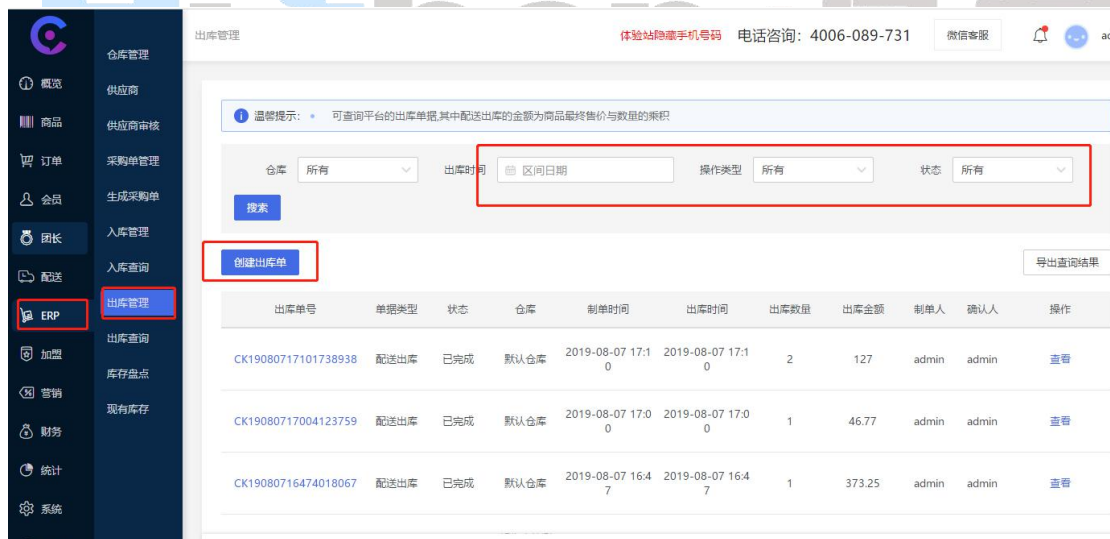 出库管理
体验站隐藏手机号码 电话咨询: 4006-089-731 微信客服
概览
商品
订单
会员
团长
配送
ERP
加盟
营销
财务
统计
系统
仓库管理
供应商
供应商审核
采购单管理
生成采购单
入库管理
入库查询
出库管理
出库查询
库存盘点
现有库存
温馨提示: 可查询平台的出库单据,其中配送出库的金额为商品最终售价与数量的乘积
仓库 所有 出库时间 区间日期 操作类型 所有 状态 所有
搜索
创建出库单 导出查询结果
出库单号 单据类型 状态 仓库 制单时间 出库时间 出库数量 出库金额 制单人 确认人 操作
CK19080717101738938 配送出库 已完成 默认仓库 2019-08-07 17:10 2019-08-07 17:10 2 127 admin admin 查看
CK19080717004123759 配送出库 已完成 默认仓库 2019-08-07 17:00 2019-08-07 17:00 1 46.77 admin admin 查看
CK19080716474018067 配送出库 已完成 默认仓库 2019-08-07 16:47 2019-08-07 16:47 1 373.25 admin admin 查看